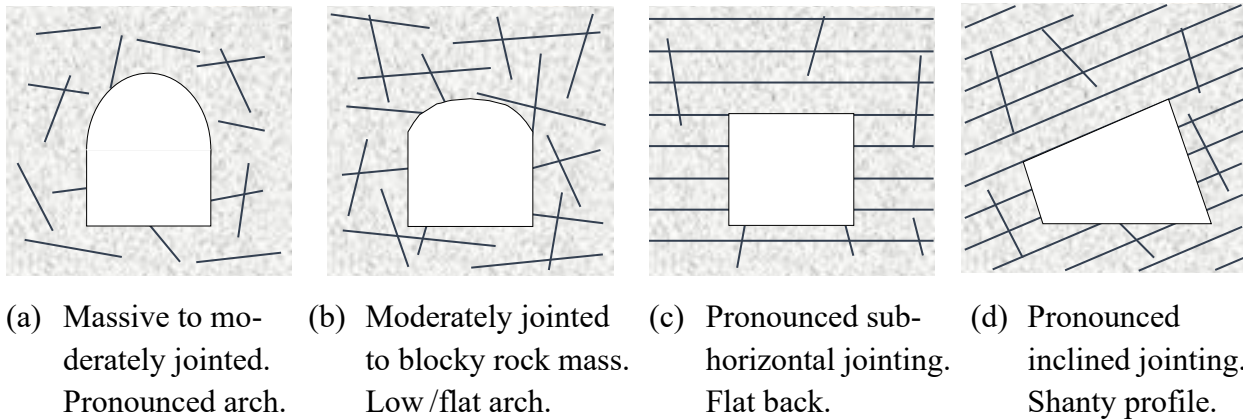 (a) Massive to mo-
derately jointed.
Pronounced arch.
(b) Moderately jointed
to blocky rock mass.
Low /flat arch.
(c) Pronounced sub-
horizontal jointing.
Flat back.
(d) Pronounced
inclined jointing.
Shanty profile.